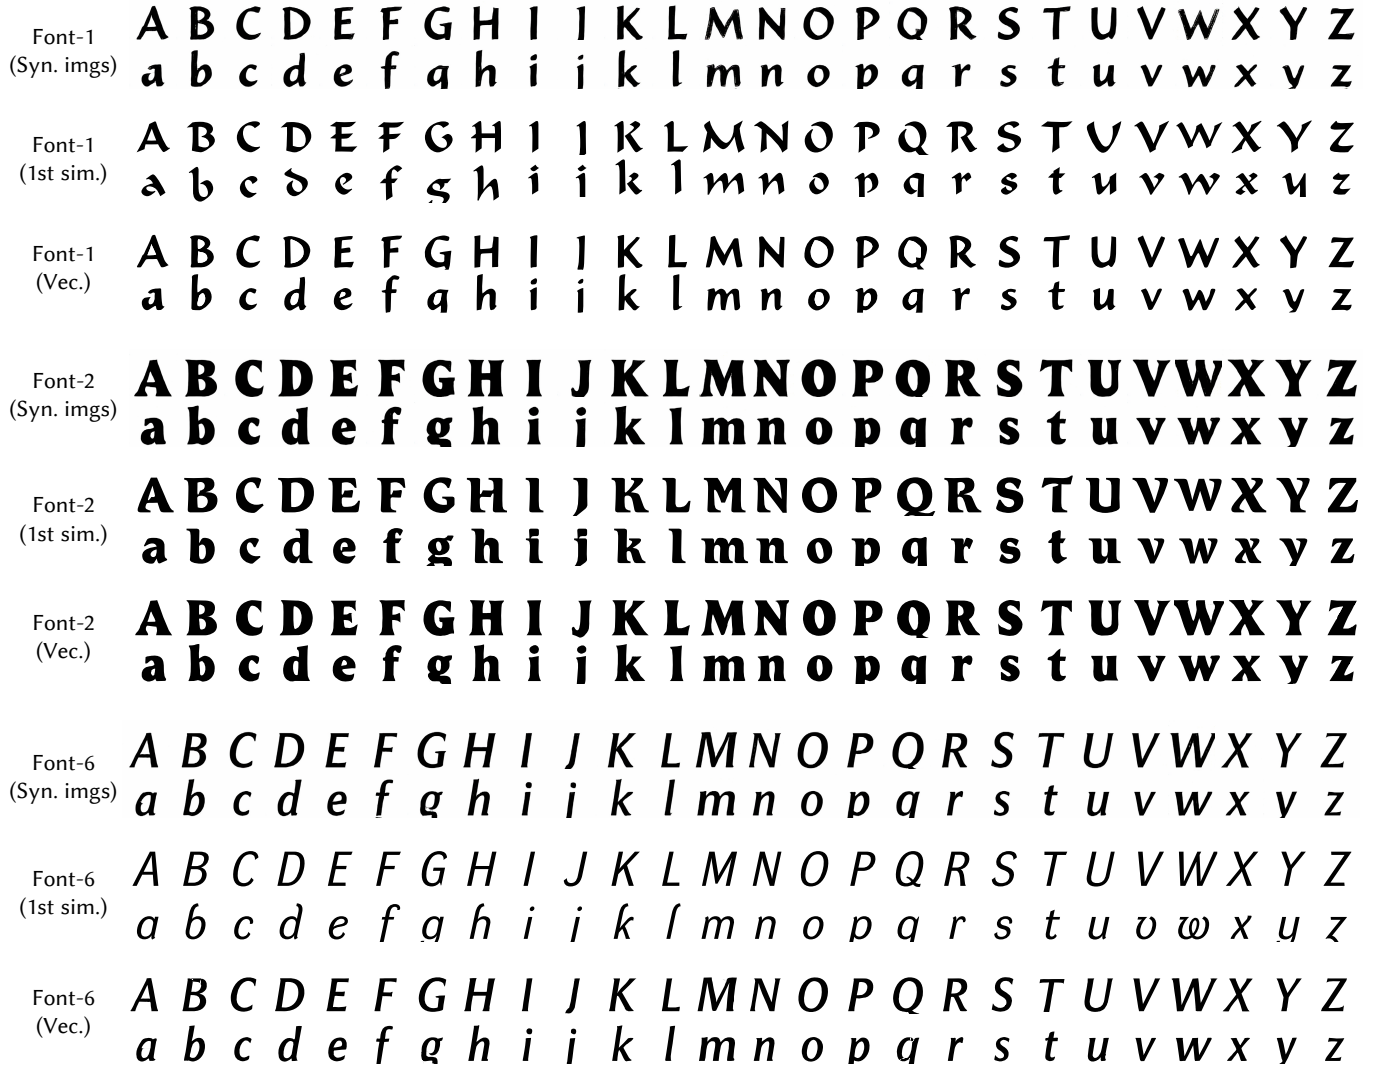 Font-1
(Syn. imgs)
A B C D E F G H I J K L M N O P Q R S T U V W X Y Z
a b c d e f g h i j k l m n o p q r s t u v w x y z
Font-1
(1st sim.)
A B C D E F G H I J K L M N O P Q R S T U V W X Y Z
a b c d e f g h i j k l m n o p q r s t u v w x y z
Font-1
(Vec.)
A B C D E F G H I J K L M N O P Q R S T U V W X Y Z
a b c d e f g h i j k l m n o p q r s t u v w x y z
Font-2
(Syn. imgs)
A B C D E F G H I J K L M N O P Q R S T U V W X Y Z
a b c d e f g h i j k l m n o p q r s t u v w x y z
Font-2
(1st sim.)
A B C D E F G H I J K L M N O P Q R S T U V W X Y Z
a b c d e f g h i j k l m n o p q r s t u v w x y z
Font-2
(Vec.)
A B C D E F G H I J K L M N O P Q R S T U V W X Y Z
a b c d e f g h i j k l m n o p q r s t u v w x y z
Font-6
(Syn. imgs)
A B C D E F G H I J K L M N O P Q R S T U V W X Y Z
a b c d e f g h i j k l m n o p q r s t u v w x y z
Font-6
(1st sim.)
A B C D E F G H I J K L M N O P Q R S T U V W X Y Z
a b c d e f g h i j k l m n o p q r s t u v w x y z
Font-6
(Vec.)
A B C D E F G H I J K L M N O P Q R S T U V W X Y Z
a b c d e f g h i j k l m n o p q r s t u v w x y z